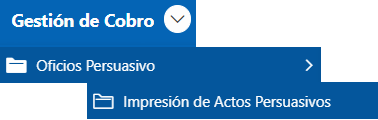 Gestión de Cobro
Oficios Persuasivo
Impresión de Actos Persuasivos